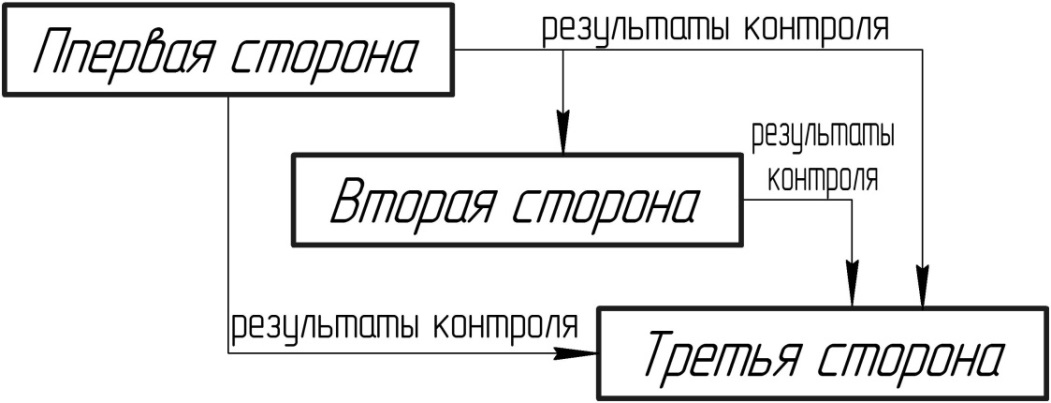 Ппервая сторона
результаты контроля
результаты
контроля
Вторая сторона
результаты контроля
Третья сторона